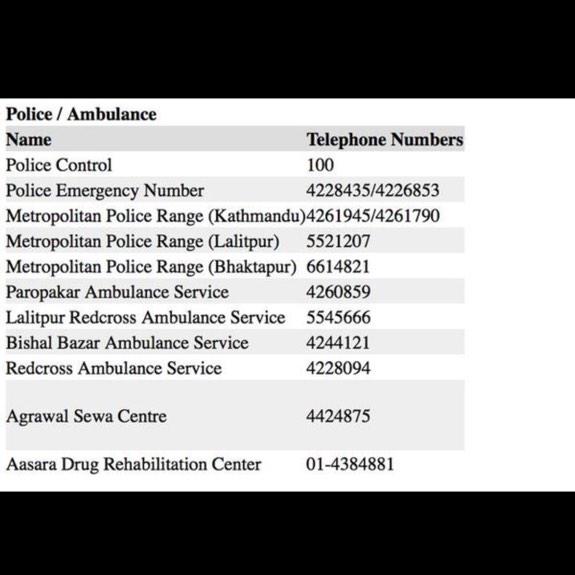 Police / Ambulance
Name Telephone Numbers
Police Control 100
Police Emergency Number 4228435/4226853
Metropolitan Police Range (Kathmandu)4261945/4261790
Metropolitan Police Range (Lalitpur) 5521207
Metropolitan Police Range (Bhaktapur) 6614821
Paropakar Ambulance Service 4260859
Lalitpur Redcross Ambulance Service 5545666
Bishal Bazar Ambulance Service 4244121
Redcross Ambulance Service 4228094
Agrawal Sewa Centre 4424875
Aasara Drug Rehabilitation Center 01-4384881